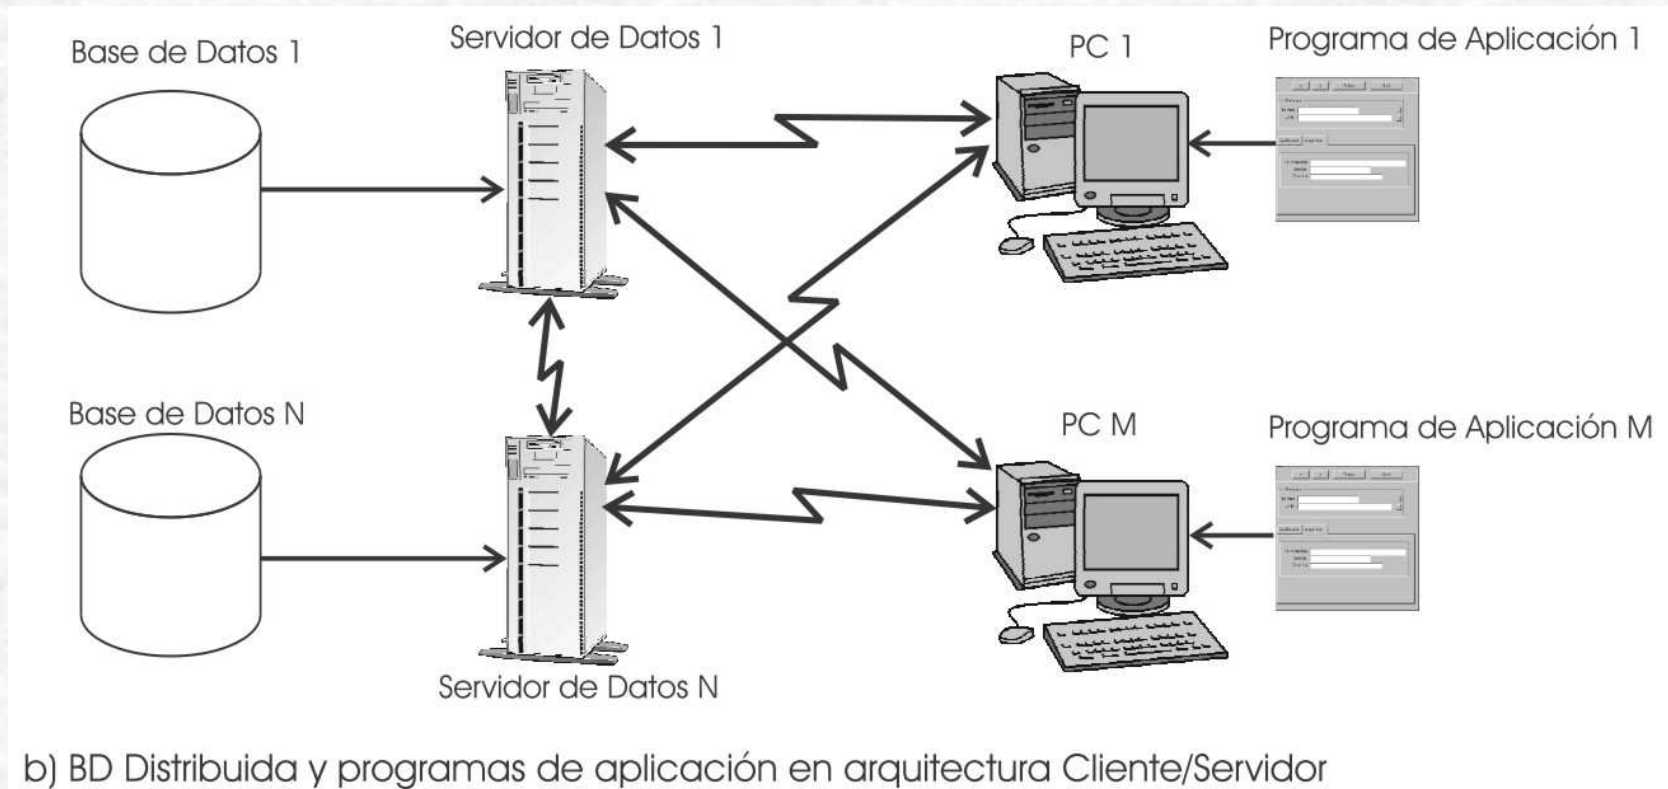 Base de Datos 1
Servidor de Datos 1
PC 1
Programa de Aplicación 1
Base de Datos N
PC M
Programa de Aplicación M
Servidor de Datos N
b) BD Distribuida y programas de aplicación en arquitectura Cliente/Servidor